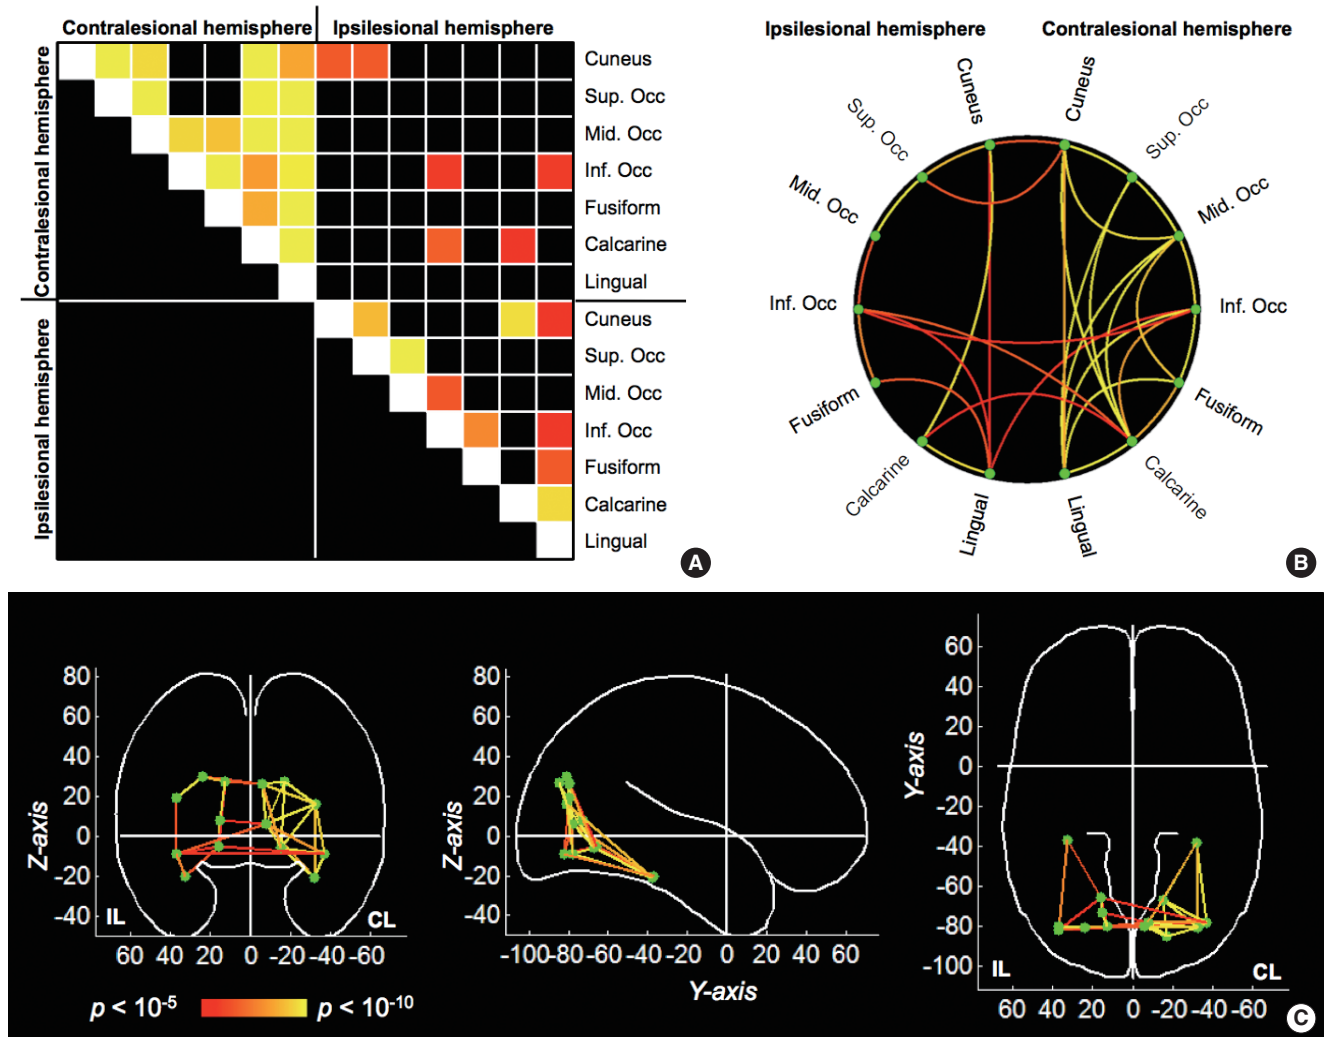 Contralesional hemisphere
Ipsilesional hemisphere
Contralesional hemisphere
Ipsilesional hemisphere
Cuneus
Sup. Occ
Mid. Occ
Inf. Occ
Fusiform
Calcarine
Lingual
Cuneus
Sup. Occ
Mid. Occ
Inf. Occ
Fusiform
Calcarine
Lingual
A
Ipsilesional hemisphere
Contralesional hemisphere
Cuneus
Cuneus
Sup. Occ
Sup. Occ
Mid. Occ
Mid. Occ
Inf. Occ
Inf. Occ
Fusiform
Fusiform
Calcarine
Calcarine
Lingual
Lingual
B
Z-axis
80
60
40
20
0
-20
-40
IL
CL
60 40 20 0 -20 -40 -60
p < 10-5
p < 10-10
Z-axis
80
60
40
20
0
-20
-40
-100-80-60-40-20 0 20 40 60
Y-axis
Y-axis
60
40
20
0
-20
-40
-60
-80
-100
IL
CL
60 40 20 0 -20 -40 -60
C